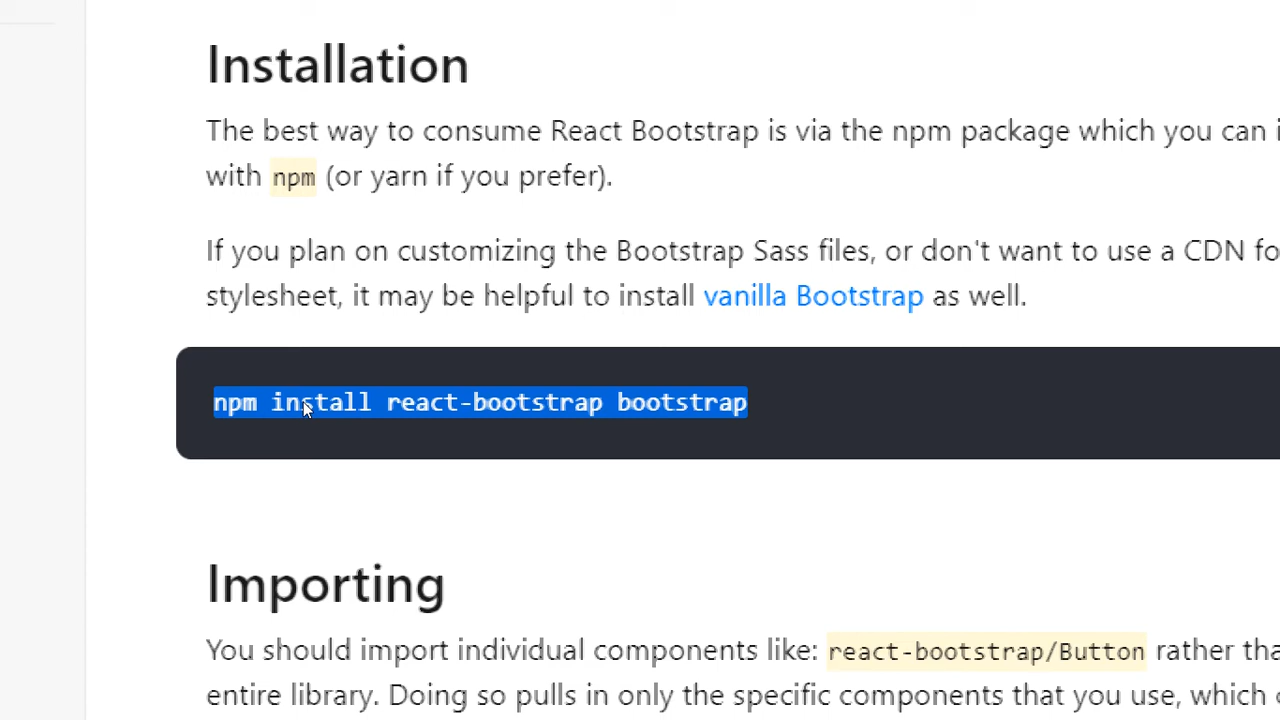 Installation
The best way to consume React Bootstrap is via the npm package which you can
with npm (or yarn if you prefer).
If you plan on customizing the Bootstrap Sass files, or don't want to use a CDN
stylesheet, it may be helpful to install vanilla Bootstrap as well.
npm install react-bootstrap bootstrap
Importing
You should import individual components like: react-bootstrap/Button rather
entire library. Doing so pulls in only the specific components that you use, which